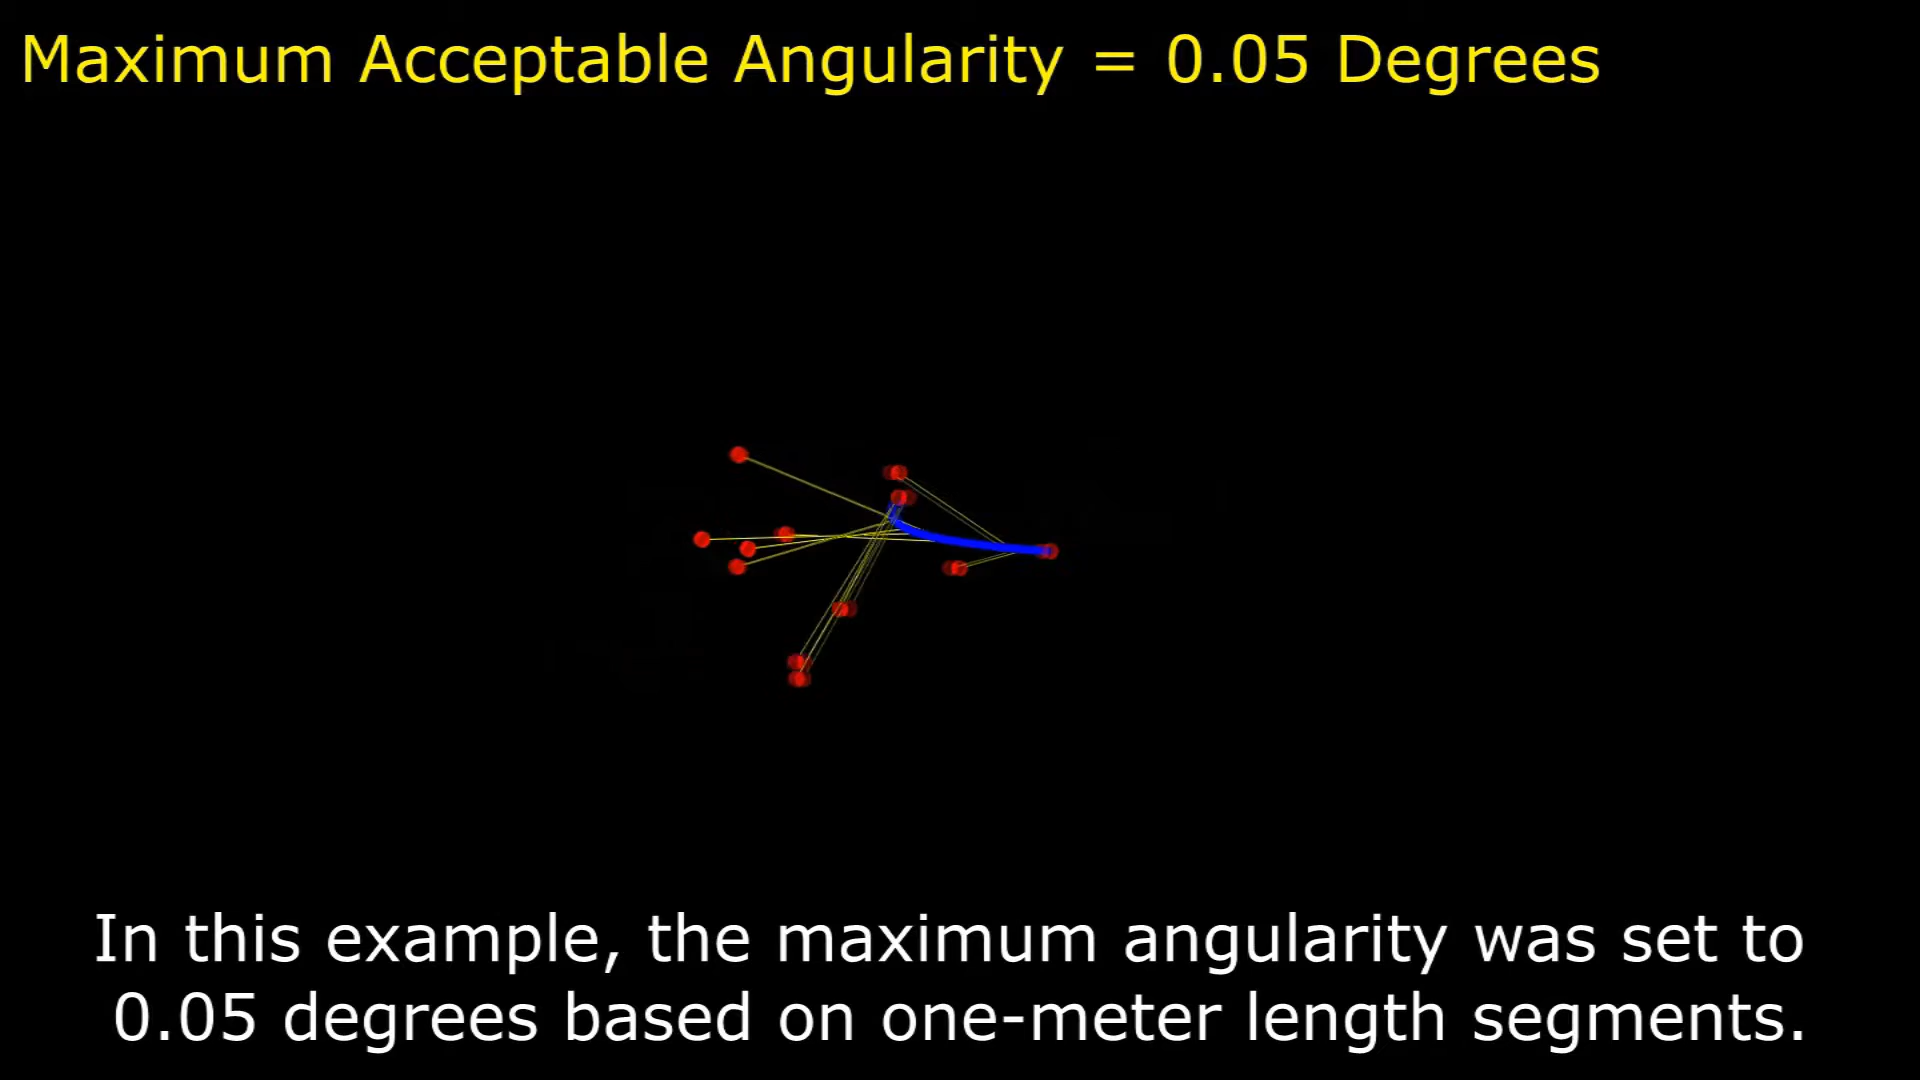 Maximum Acceptable Angularity = 0.05 Degrees
In this example, the maximum angularity was set to
0.05 degrees based on one-meter length segments.